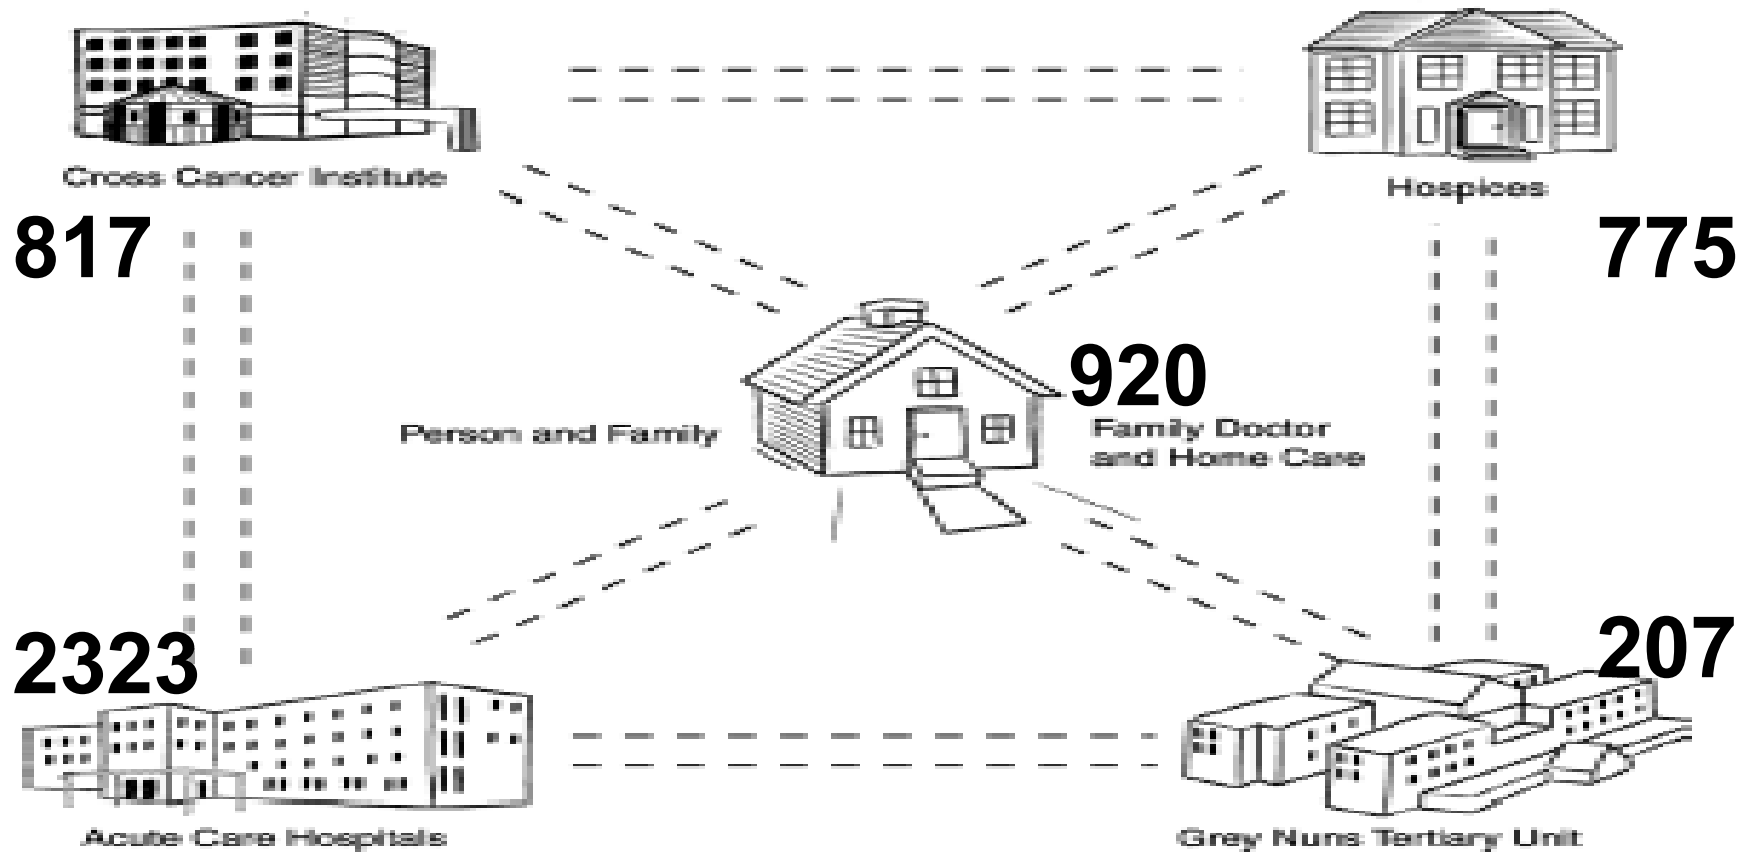 Cross Cancer Institute
Hospices
817
775
920
Person and Family
Family Doctor
and Home Care
2323
207
Acute Care Hospitals
Grey Nuns Tertiary Unit